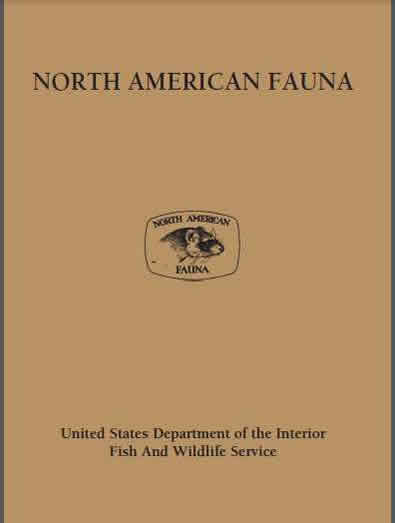 NORTH AMERICAN FAUNA
NORTH AMERICAN
FAUNA
United States Department of the Interior
Fish And Wildlife Service